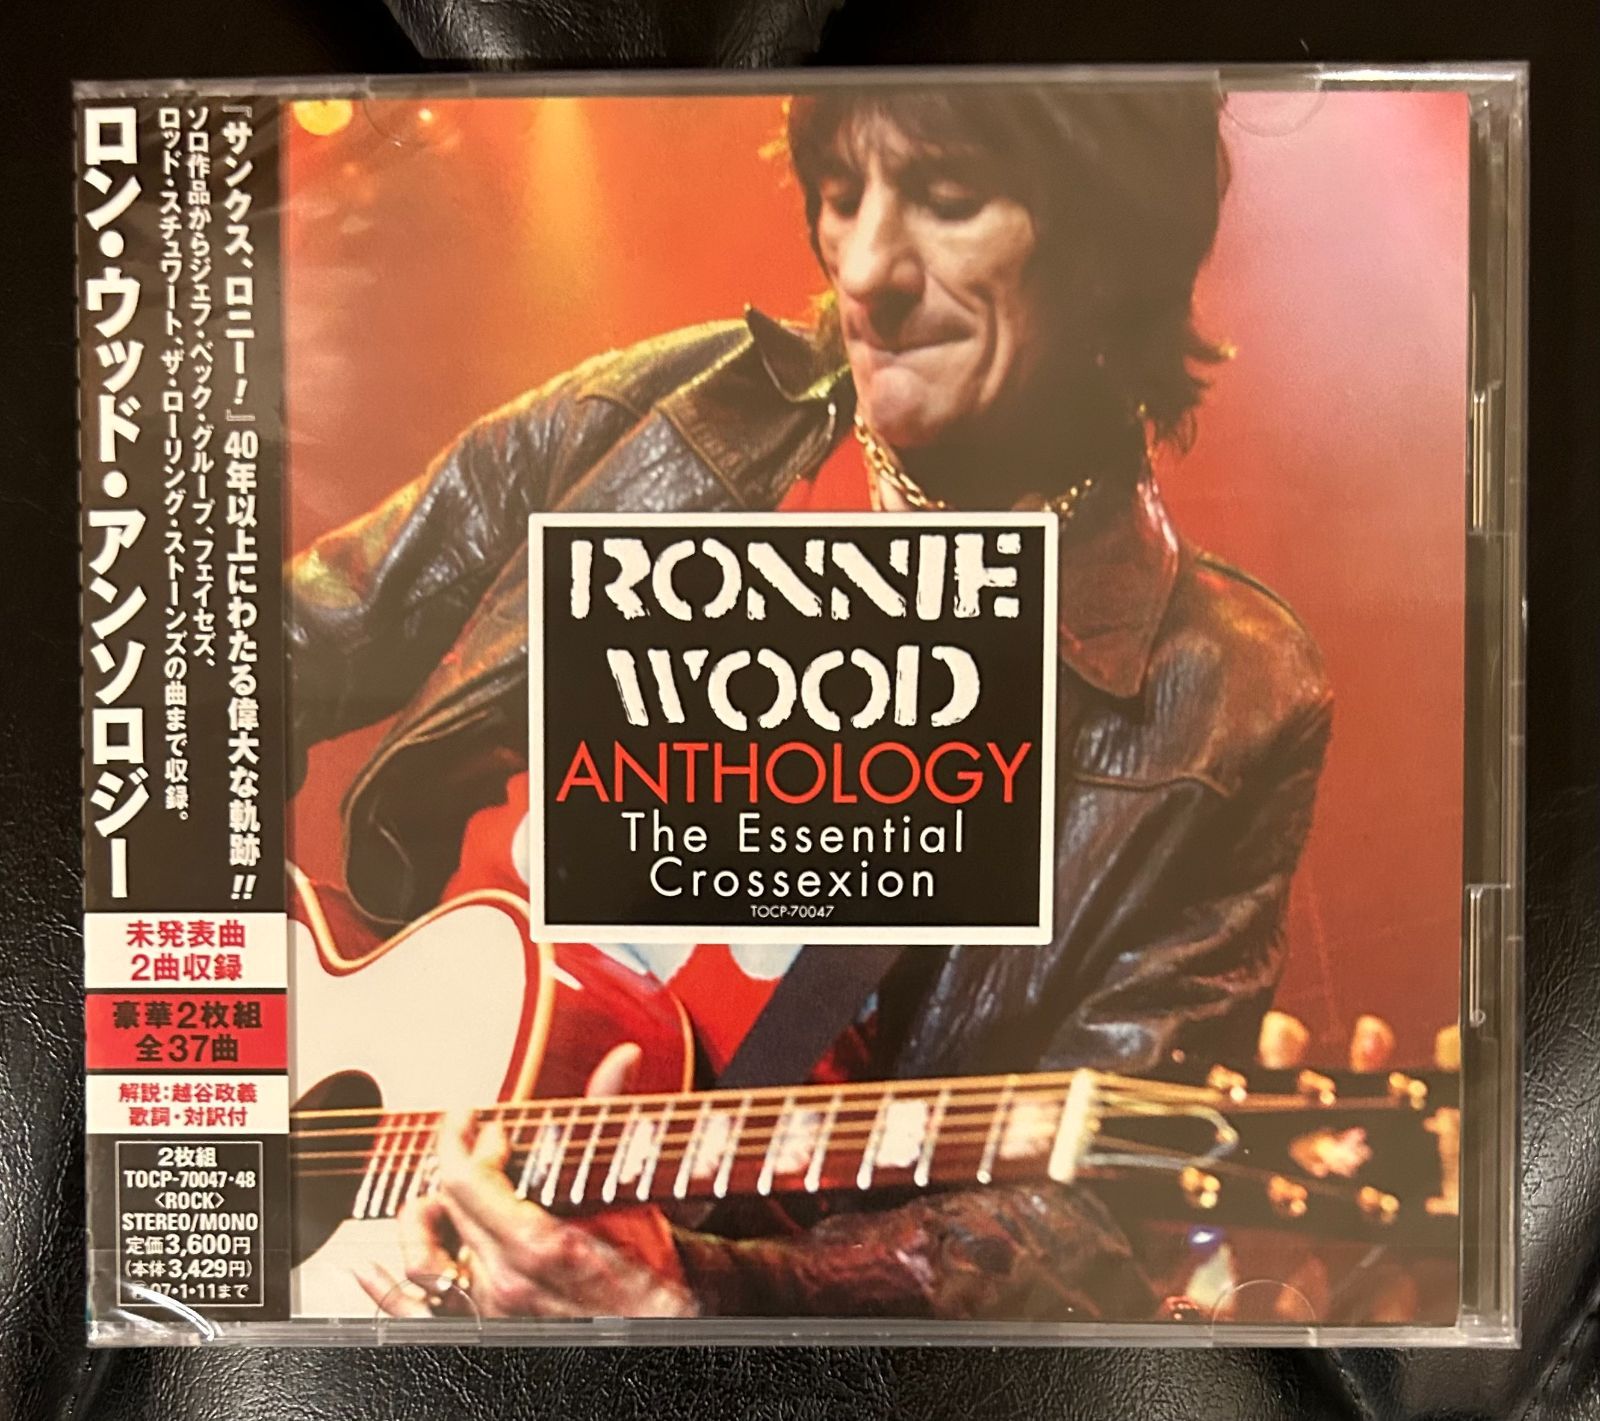 ロン・ウッド・アンソロジー
『サンクス、ロニー！』40年以上にわたる偉大な軌跡!!
ソロ作品からジェフ・ベック・グループ、フェイセズ、
ロッド・スチュワート、ザ・ローリング・ストーンズの曲まで収録。
未発表曲
2曲収録
豪華2枚組
全37曲
解説:越谷政義
歌詞・対訳付
2枚組
TOCP-70047・48
<ROCK>
STEREO/MONO
定価3,600円
(本体3,429円)
07・1・11まで
RONNIE
WOOD
ANTHOLOGY
The Essential
Crossexion
TOCP-70047